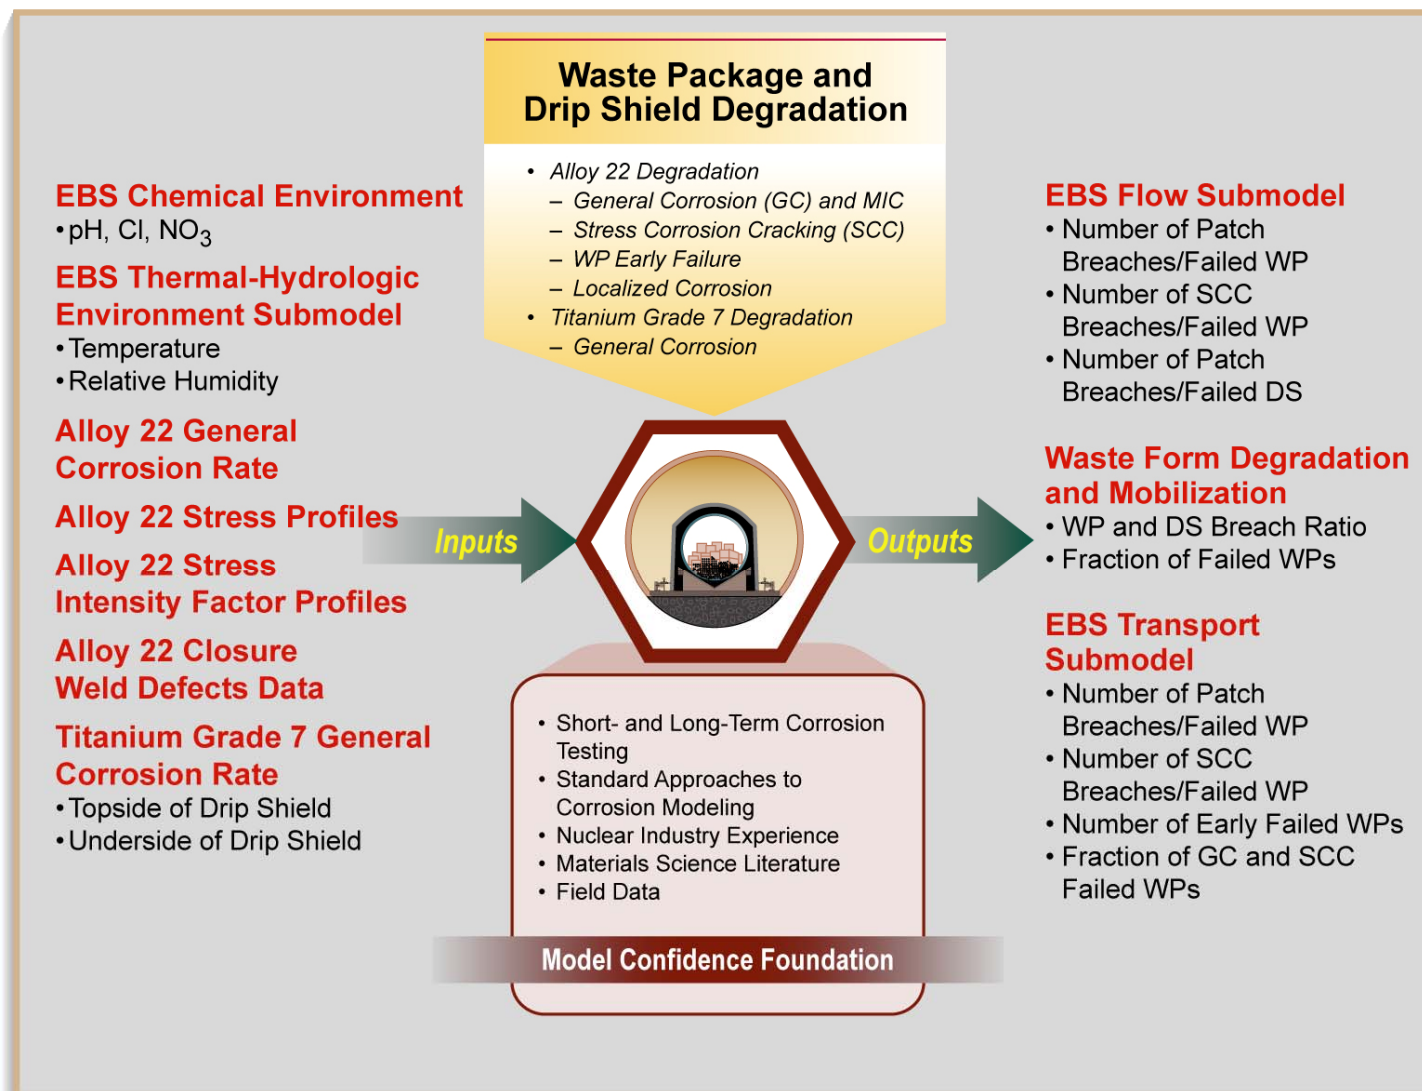 Waste Package and
Drip Shield Degradation
• Alloy 22 Degradation
– General Corrosion (GC) and MIC
– Stress Corrosion Cracking (SCC)
– WP Early Failure
– Localized Corrosion
• Titanium Grade 7 Degradation
– General Corrosion
EBS Chemical Environment
• pH, Cl, NO₃
EBS Thermal-Hydrologic
Environment Submodel
• Temperature
• Relative Humidity
Alloy 22 General
Corrosion Rate
Alloy 22 Stress Profiles
Alloy 22 Stress
Intensity Factor Profiles
Alloy 22 Closure
Weld Defects Data
Titanium Grade 7 General
Corrosion Rate
• Topside of Drip Shield
• Underside of Drip Shield
Inputs
Outputs
EBS Flow Submodel
• Number of Patch
Breaches/Failed WP
• Number of SCC
Breaches/Failed WP
• Number of Patch
Breaches/Failed DS
Waste Form Degradation
and Mobilization
• WP and DS Breach Ratio
• Fraction of Failed WPs
EBS Transport
Submodel
• Number of Patch
Breaches/Failed WP
• Number of SCC
Breaches/Failed WP
• Number of Early Failed WPs
• Fraction of GC and SCC
Failed WPs
• Short- and Long-Term Corrosion
Testing
• Standard Approaches to
Corrosion Modeling
• Nuclear Industry Experience
• Materials Science Literature
• Field Data
Model Confidence Foundation